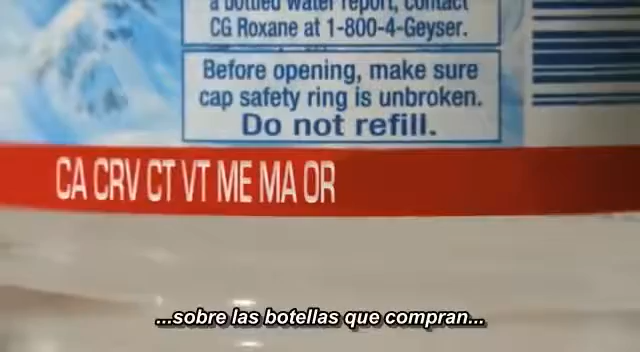 a bottled water report, contact
CG Roxane at 1-800-4-Geyser.
Before opening, make sure
cap safety ring is unbroken.
Do not refill.
CA CRV CT VT ME MA OR
...sobre las botellas que compran...